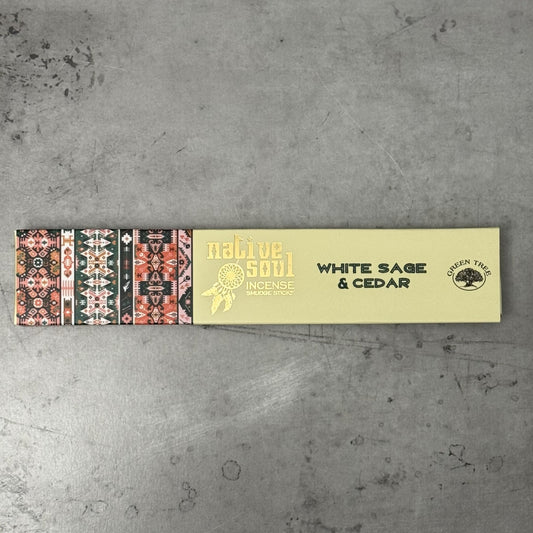 native
soul
INCENSE
SMUDGE STICKS
WHITE SAGE
& CEDAR
GREEN TREE